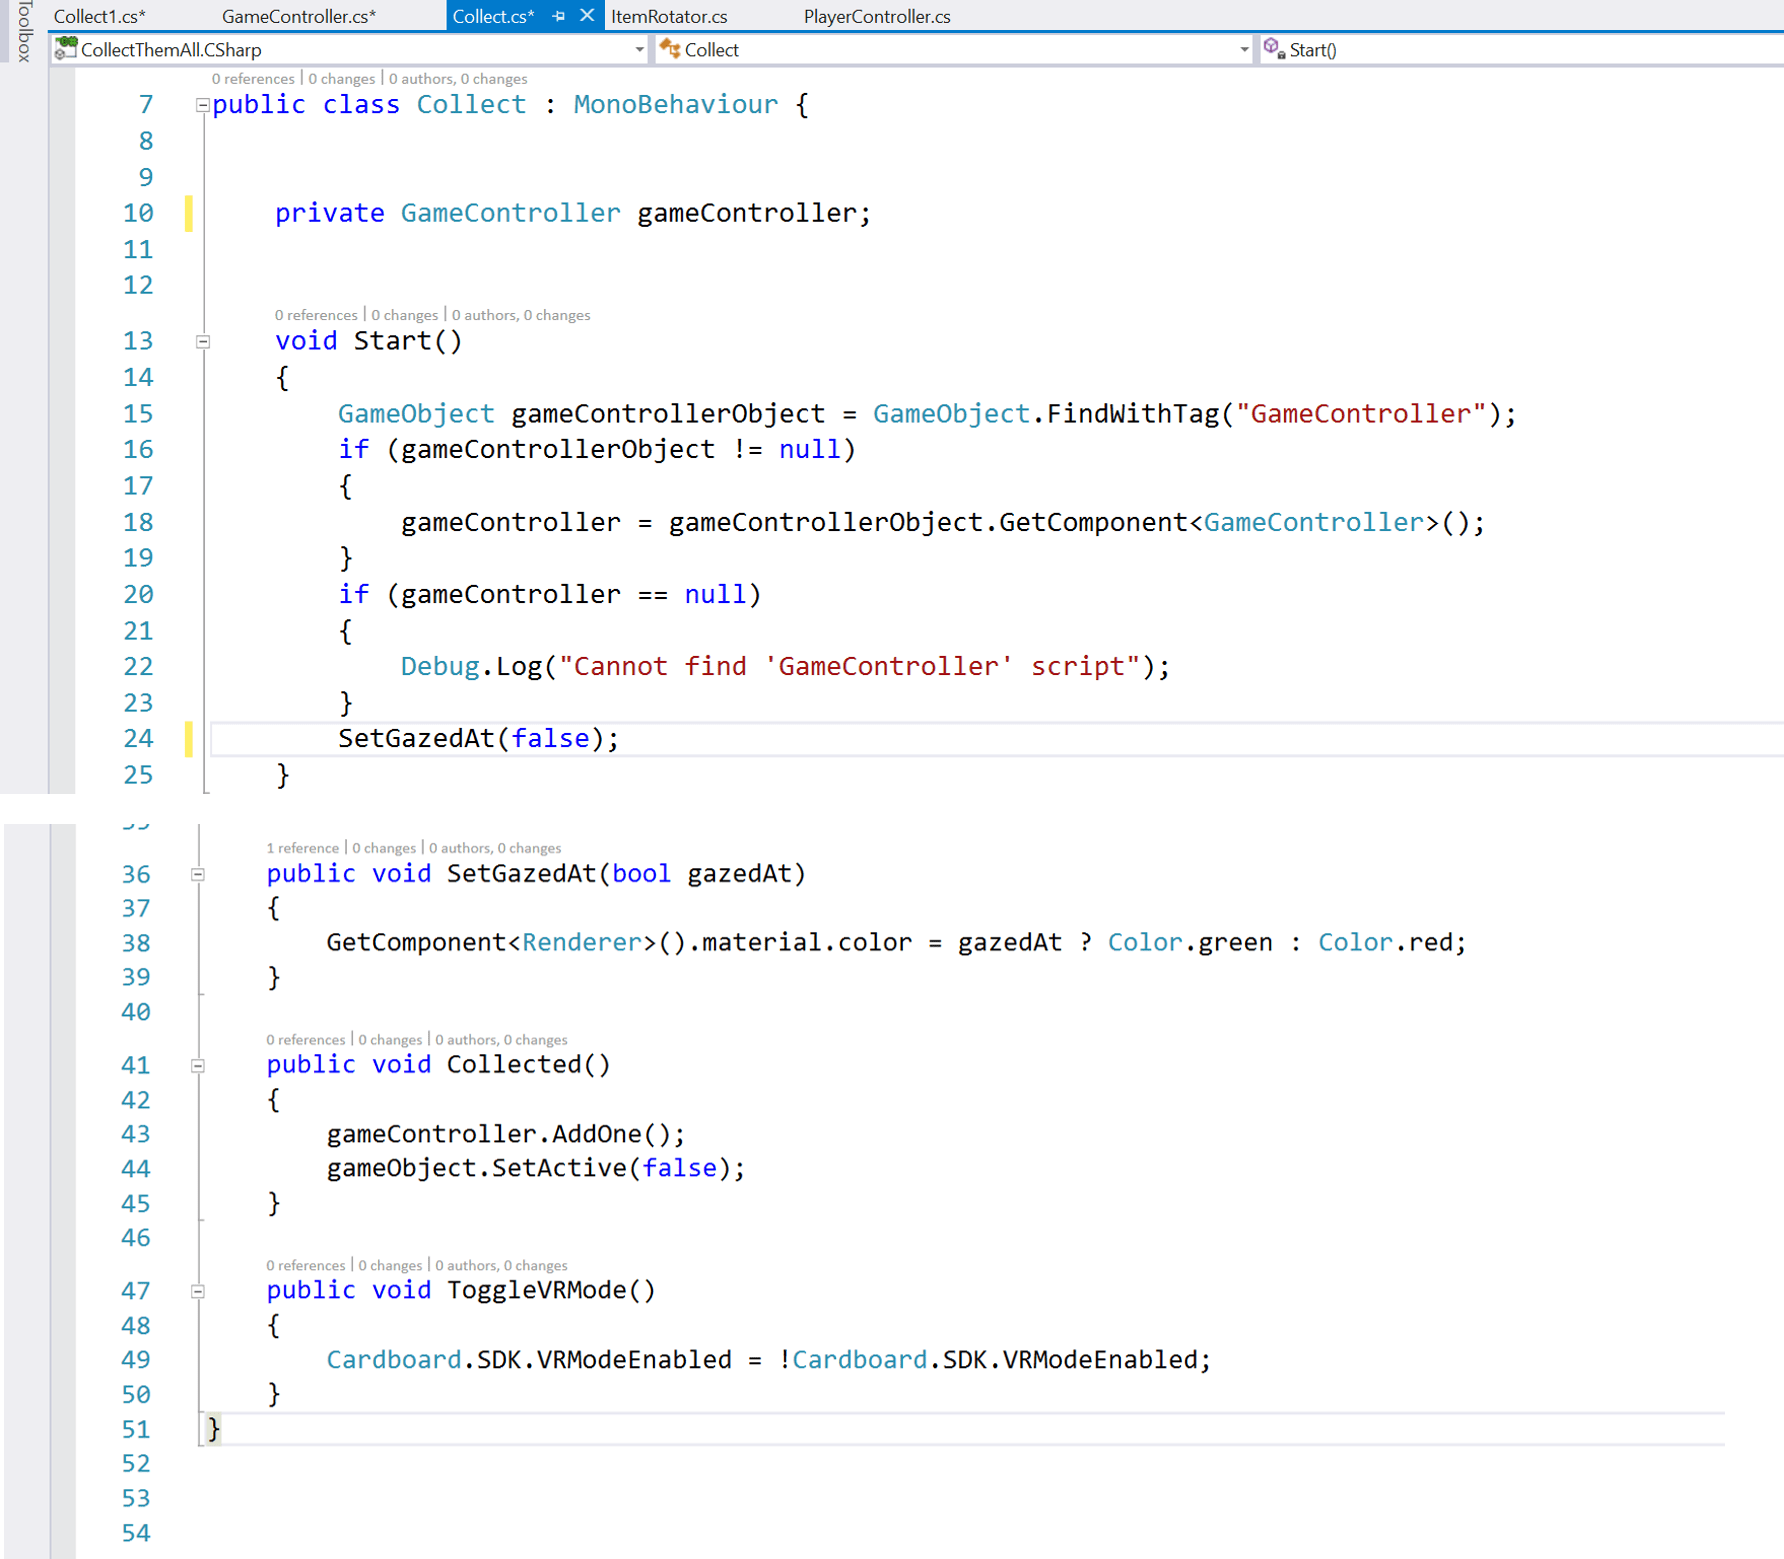 Toolbox
Collect1.cs* GameController.cs* Collect.cs* ItemRotator.cs PlayerController.cs
CollectThemAll.CSharp Collect Start()
0 references | 0 changes | 0 authors, 0 changes
7 public class Collect : MonoBehaviour {
8
9
10 private GameController gameController;
11
12
0 references | 0 changes | 0 authors, 0 changes
13 void Start()
14 {
15 GameObject gameControllerObject = GameObject.FindWithTag("GameController");
16 if (gameControllerObject != null)
17 {
18 gameController = gameControllerObject.GetComponent<GameController>();
19 }
20 if (gameController == null)
21 {
22 Debug.Log("Cannot find 'GameController' script");
23 }
24 SetGazedAt(false);
25 }
1 reference | 0 changes | 0 authors, 0 changes
36 public void SetGazedAt(bool gazedAt)
37 {
38 GetComponent<Renderer>().material.color = gazedAt ? Color.green : Color.red;
39 }
40
0 references | 0 changes | 0 authors, 0 changes
41 public void Collected()
42 {
43 gameController.AddOne();
44 gameObject.SetActive(false);
45 }
46
0 references | 0 changes | 0 authors, 0 changes
47 public void ToggleVRMode()
48 {
49 Cardboard.SDK.VRModeEnabled = !Cardboard.SDK.VRModeEnabled;
50 }
51 }
52
53
54